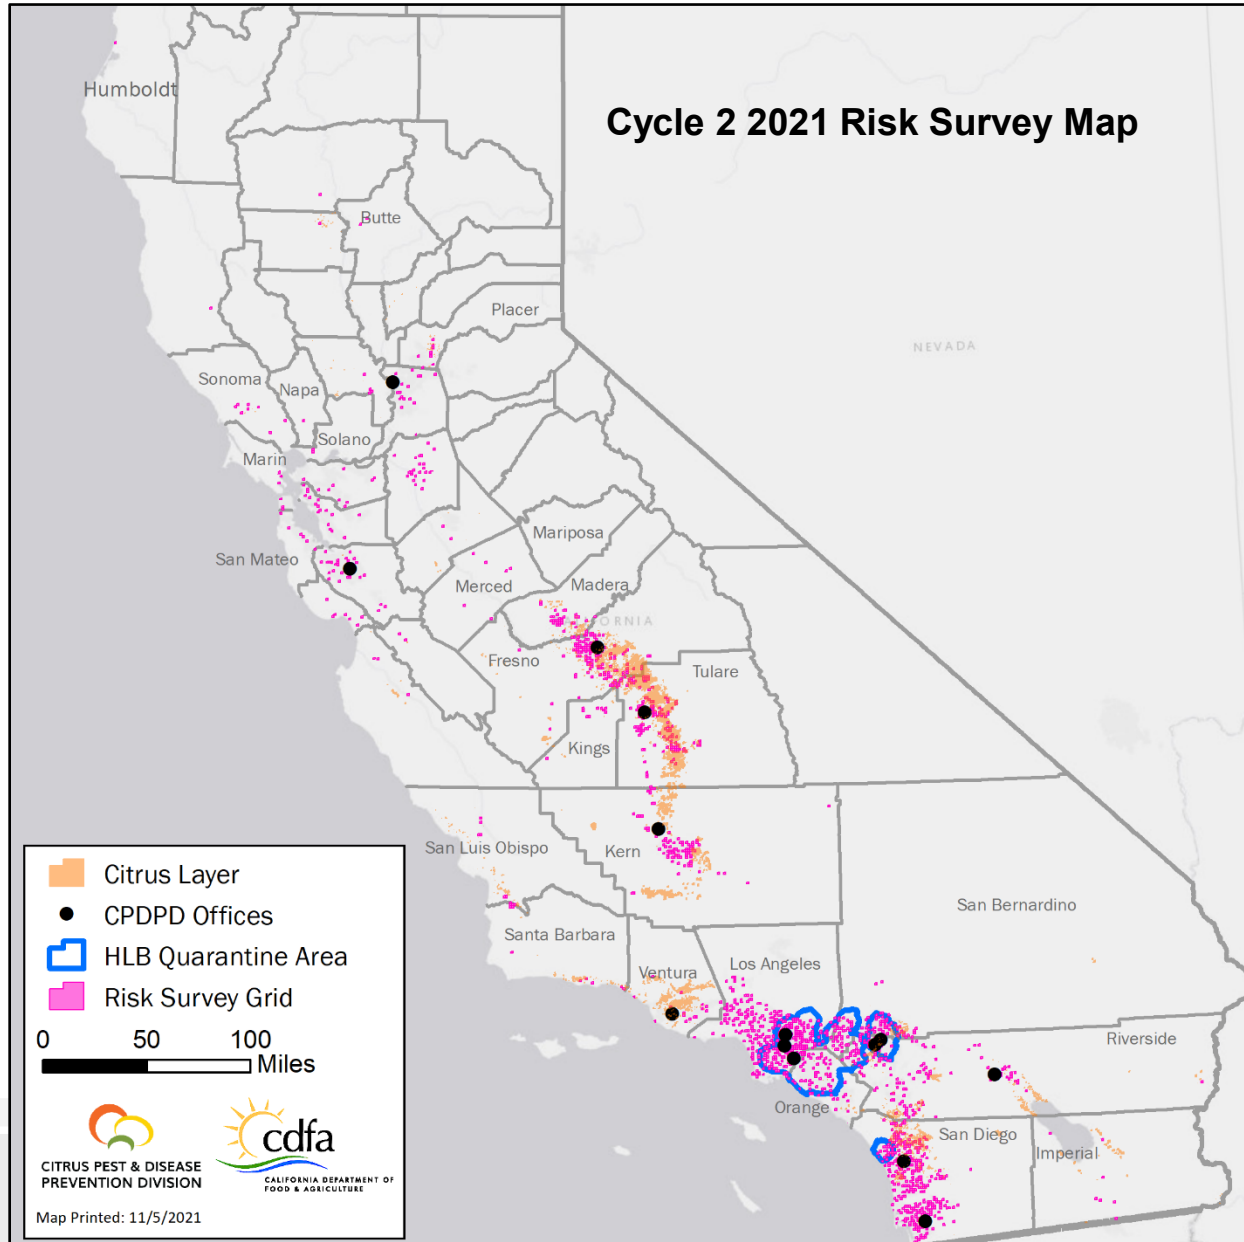 Cycle 2 2021 Risk Survey Map
Humboldt
Butte
Placer
NEVADA
Sonoma
Napa
Solano
Marin
Mariposa
San Mateo
Merced
Madera
CALIFORNIA
Fresno
Tulare
Kings
San Luis Obispo
Kern
San Bernardino
Santa Barbara
Ventura
Los Angeles
Riverside
Orange
San Diego
Imperial
Citrus Layer
CPDPD Offices
HLB Quarantine Area
Risk Survey Grid
0 50 100
Miles
CITRUS PEST & DISEASE
PREVENTION DIVISION
cdfa
CALIFORNIA DEPARTMENT OF
FOOD & AGRICULTURE
Map Printed: 11/5/2021